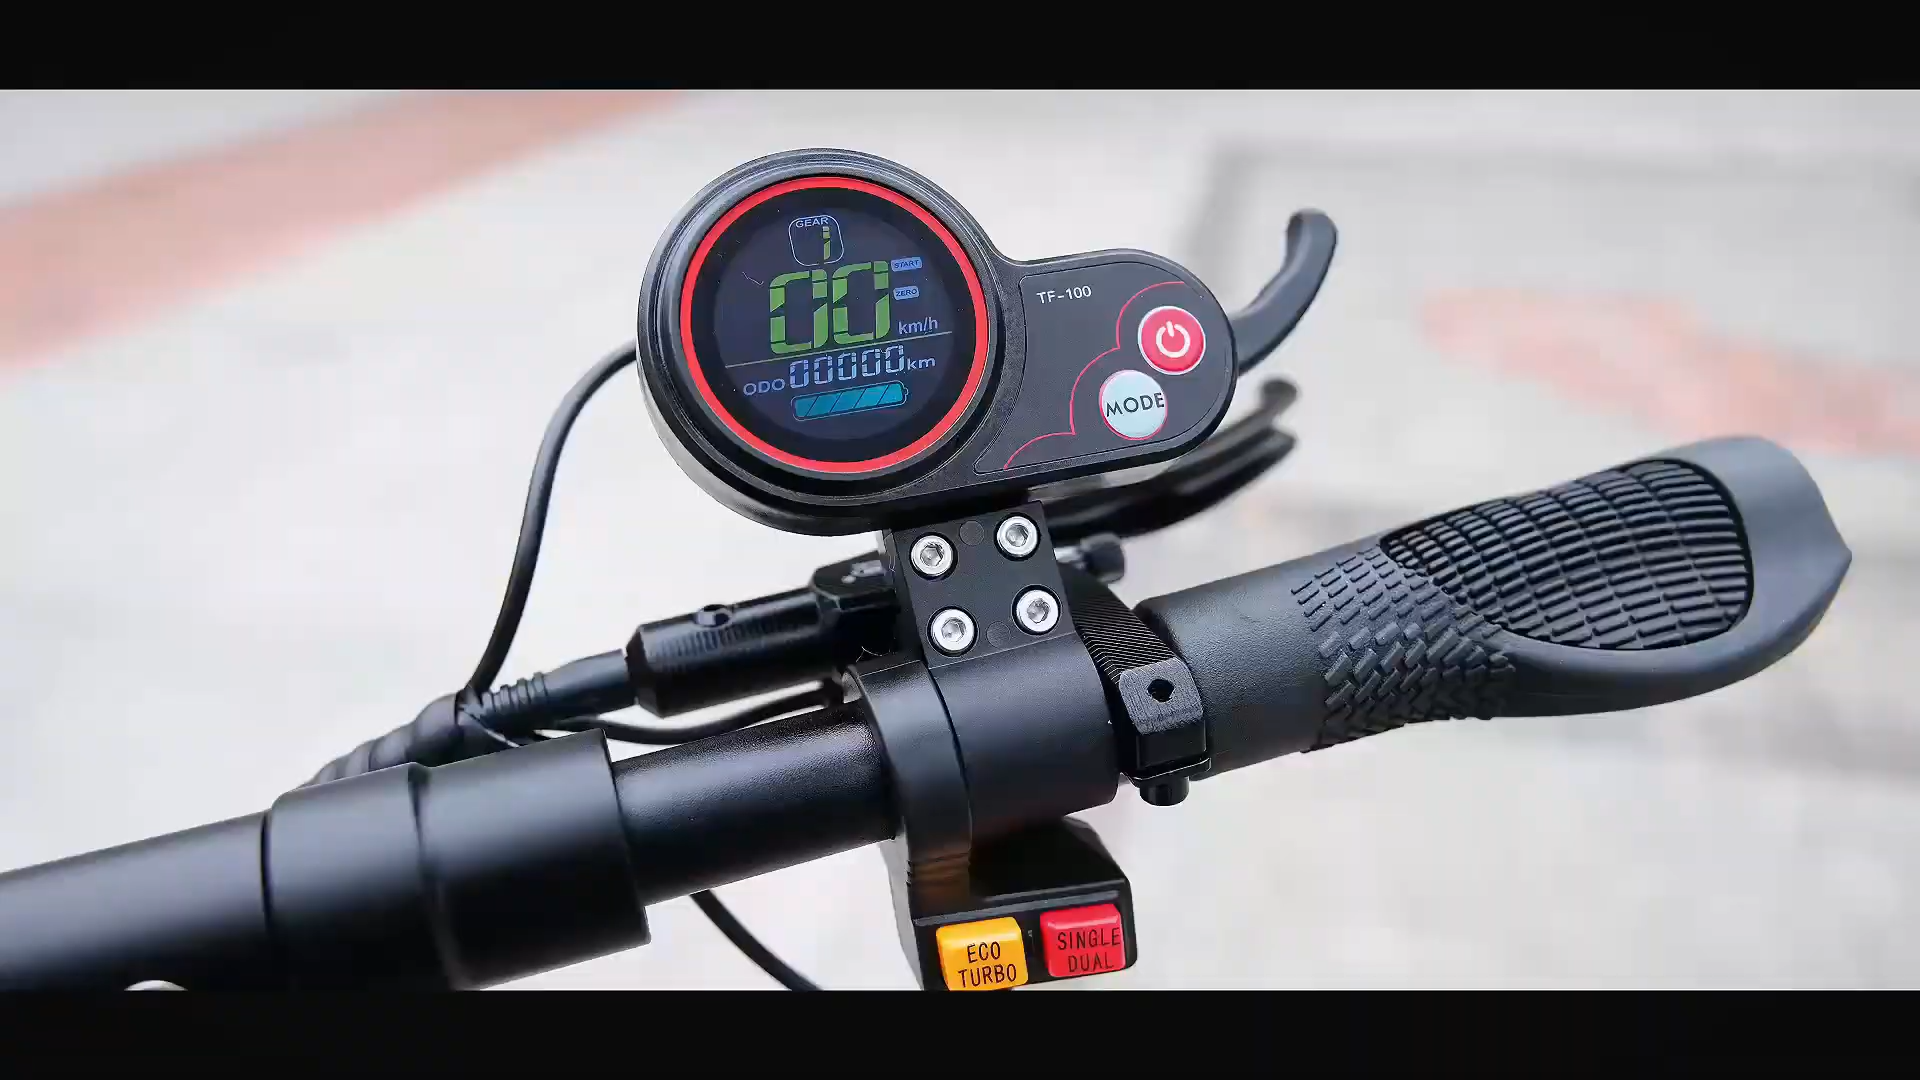 GEAR
1
START
00
ZERO
km/h
ODO 00000 km
TF-100
MODE
ECO
TURBO
SINGLE
DUAL